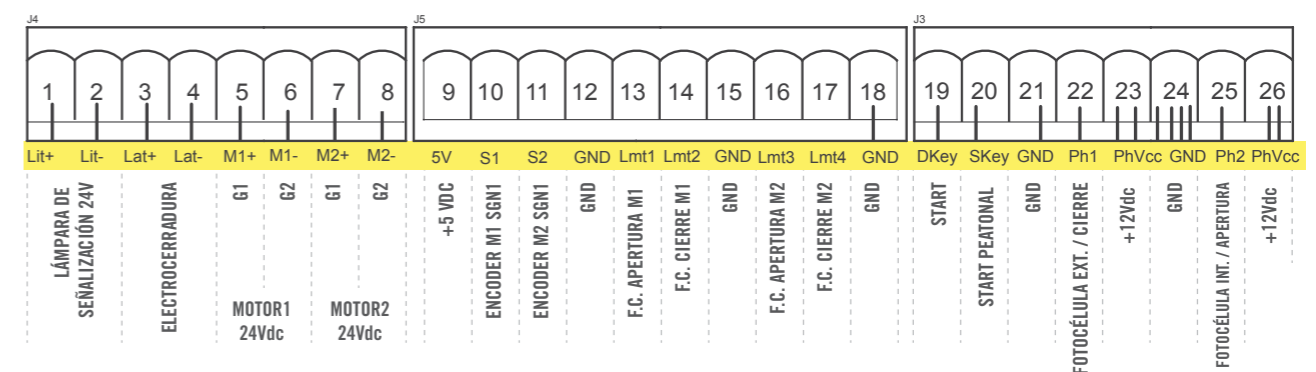 J4 J5 J3
1 2 3 4 5 6 7 8 9 10 11 12 13 14 15 16 17 18 19 20 21 22 23 24 25 26
Lit+ Lit- Lat+ Lat- M1+ M1- M2+ M2- 5V S1 S2 GND Lmt1 Lmt2 GND Lmt3 Lmt4 GND DKey SKey GND Ph1 PhVcc GND Ph2 PhVcc
LÁMPARA DE
SEÑALIZACIÓN 24V
ELECTROCERRADURA
G1
G2
MOTOR1
24Vdc
G1
G2
MOTOR2
24Vdc
+5 VDC
ENCODER M1 SGN1
ENCODER M2 SGN1
GND
F.C. APERTURA M1
F.C. CIERRE M1
GND
F.C. APERTURA M2
F.C. CIERRE M2
GND
START
START PEATONAL
GND
FOTOCÉLULA EXT. / CIERRE
+12Vdc
GND
FOTOCÉLULA INT. / APERTURA
+12Vdc